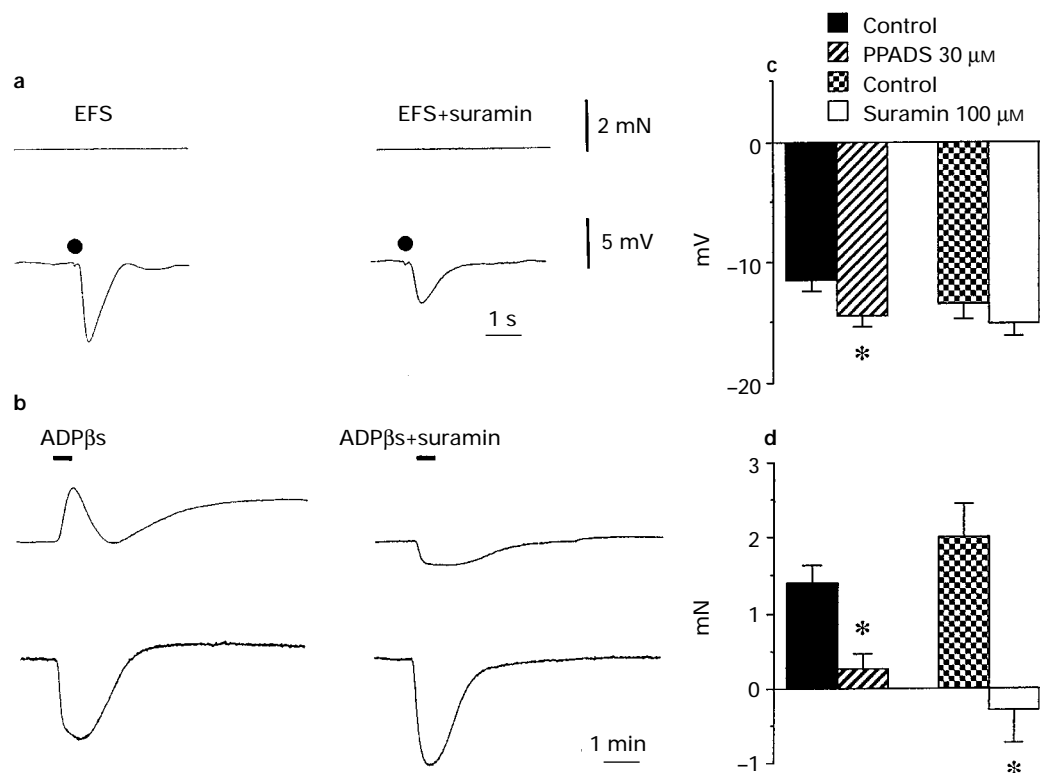 a
EFS
EFS+suramin
2 mN
5 mV
1 s
b
ADPβs
ADPβs+suramin
1 min
Control
PPADS 30 μM
Control
Suramin 100 μM
c
0
−10
−20
mV
*
d
3
2
1
0
−1
mN
*
*